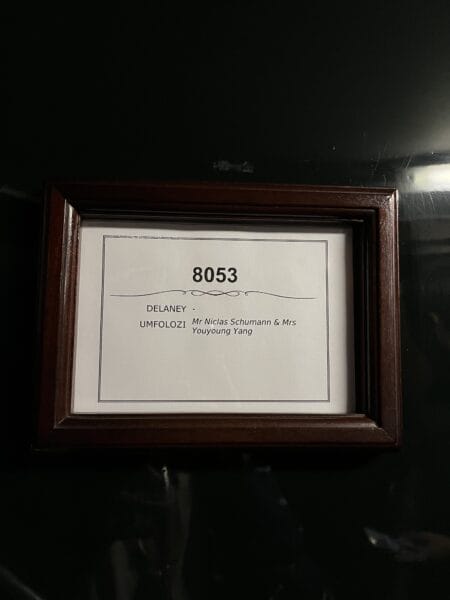 8053
DELANEY -
UMFOLOZI Mr Niclas Schumann & Mrs
Youyoung Yang